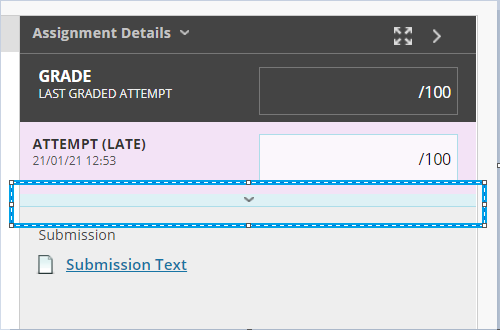 Assignment Details
GRADE
LAST GRADED ATTEMPT
/100
ATTEMPT (LATE)
21/01/21 12:53
/100
Submission
Submission Text